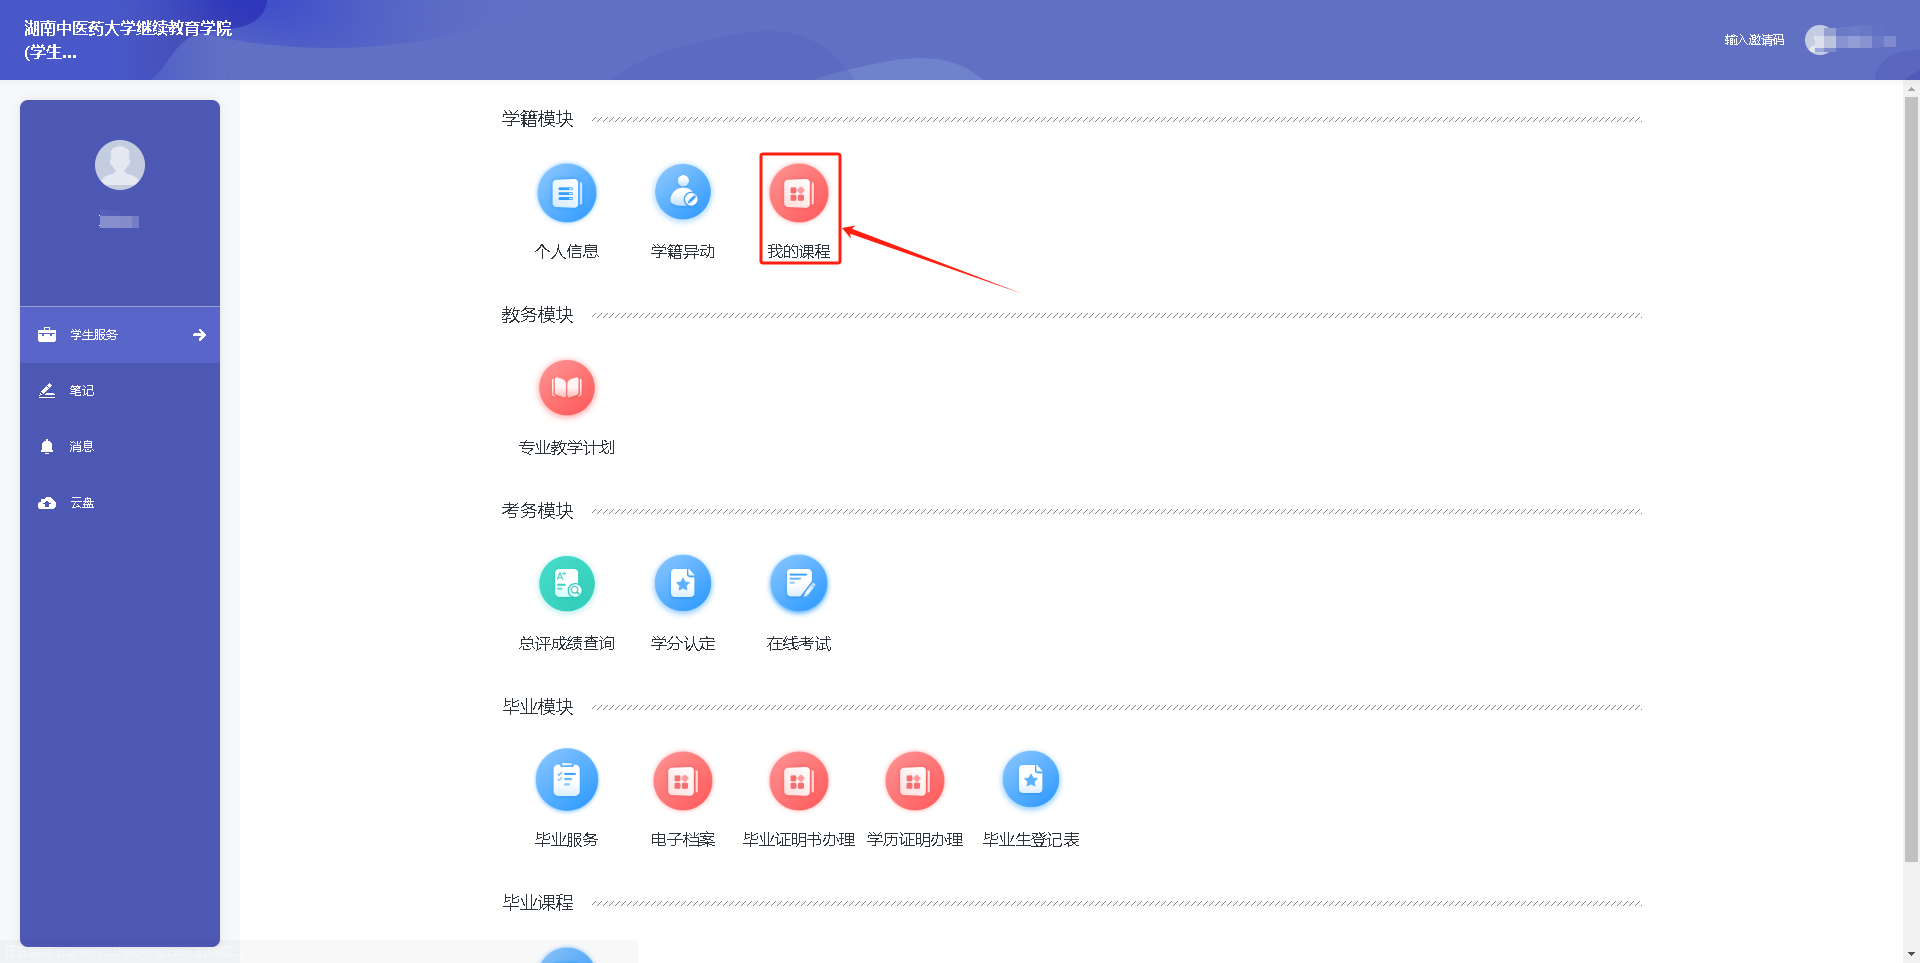 湖南中医药大学继续教育学院
(学生...
输入邀请码
学生服务
笔记
消息
云盘
学籍模块
个人信息
学籍异动
我的课程
教务模块
专业教学计划
考务模块
总评成绩查询
学分认定
在线考试
毕业模块
毕业服务
电子档案
毕业证明书办理
学历证明办理
毕业生登记表
毕业课程